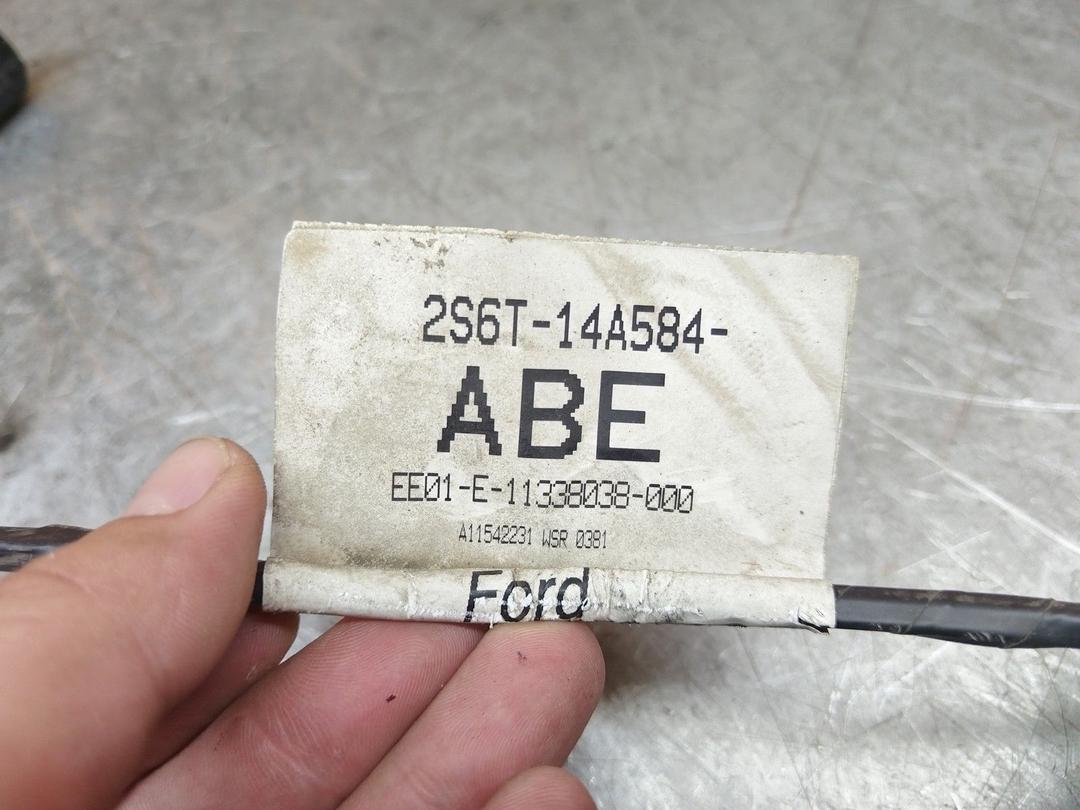 2S6T-14A584-
ABE
EE01-E-11338038-000
A11542231 WSR 0381
Ford